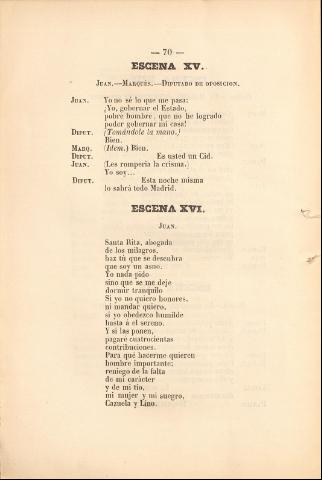 — 70 —
ESCENA XV.
JUAN.—MARQUÉS.—DIPUTADO DE OPOSICION.
JUAN. Yo no sé lo que me pasa:
¡Yo, gobernar el Estado,
pobre hombre, que no he logrado
poder gobernar mi casa!
DIPUT. (Tomándole la mano.)
Bien.
MARQ. (Idem.) Bien.
DIPUT. Es usted un Cid.
JUAN. (Les romperia la crisma.)
Yo soy...
DIPUT. Esta noche misma
lo sabrá todo Madrid.
ESCENA XVI.
JUAN.
Santa Rita, abogada
de los milagros,
haz tú que se descubra
que soy un asno.
Yo nada pido
sino que se me deje
dormir tranquilo
Si yo no quiero honores,
ni mandar quiero,
si yo obedezco humilde
hasta á el sereno.
Y si las ponen,
pagaré cuatrocientas
contribuciones.
Para qué hacerme quieren
hombre importante:
reniego de la falta
de mi carácter
y de mi tio,
mi mujer y mi suegro,
Cazuela y Lino.